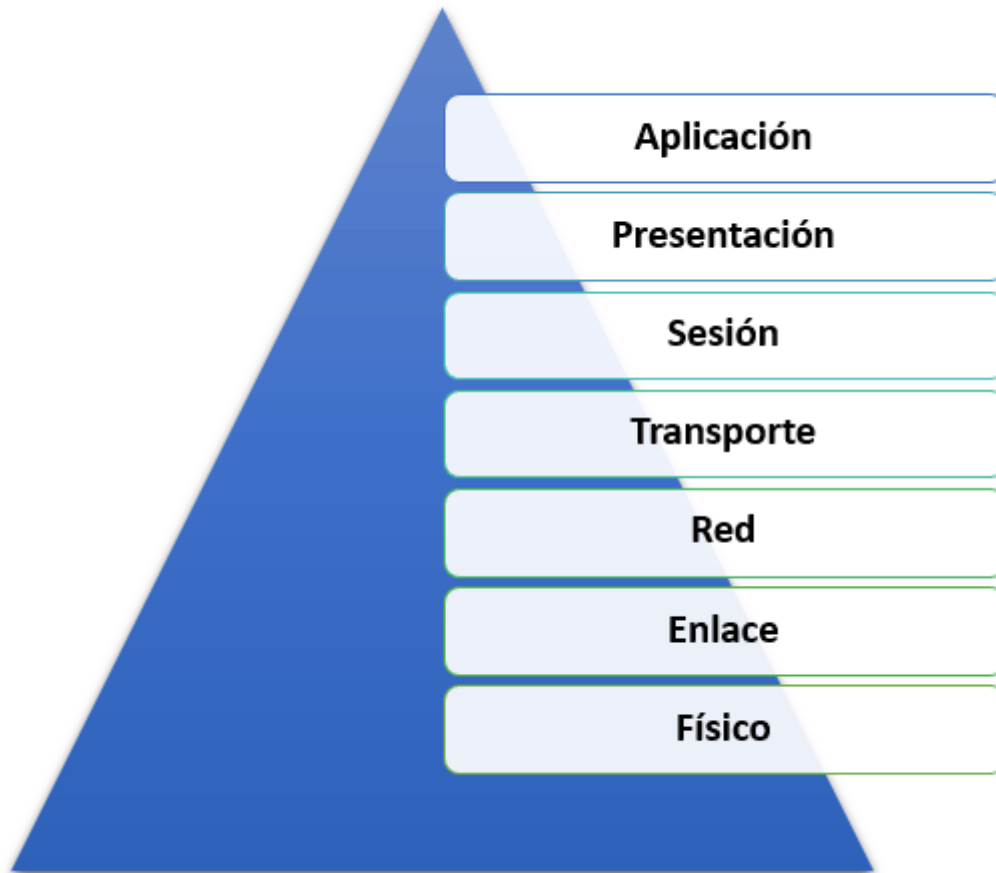 Aplicación
Presentación
Sesión
Transporte
Red
Enlace
Físico